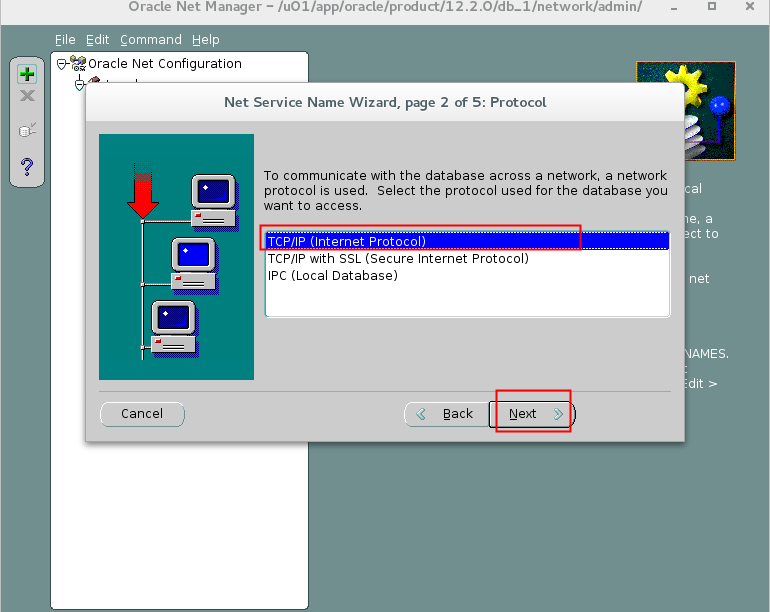 Oracle Net Manager - /u01/app/oracle/product/12.2.0/db_1/network/admin/
File Edit Command Help
Oracle Net Configuration
Net Service Name Wizard, page 2 of 5: Protocol
To communicate with the database across a network, a network
protocol is used. Select the protocol used for the database you
want to access.
TCP/IP (Internet Protocol)
TCP/IP with SSL (Secure Internet Protocol)
IPC (Local Database)
Cancel
Back
Next
cal
ne, a
ect to
net
NAMES.
Edit >